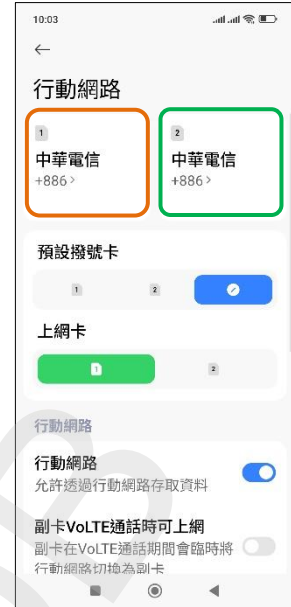 10:03
行動網路
1
中華電信
+886 >
2
中華電信
+886 >
預設撥號卡
1 2
上網卡
1 2
行動網路
行動網路
允許透過行動網路存取資料
副卡VoLTE通話時可上網
副卡在VoLTE通話期間會臨時將
行動網路切換為副卡